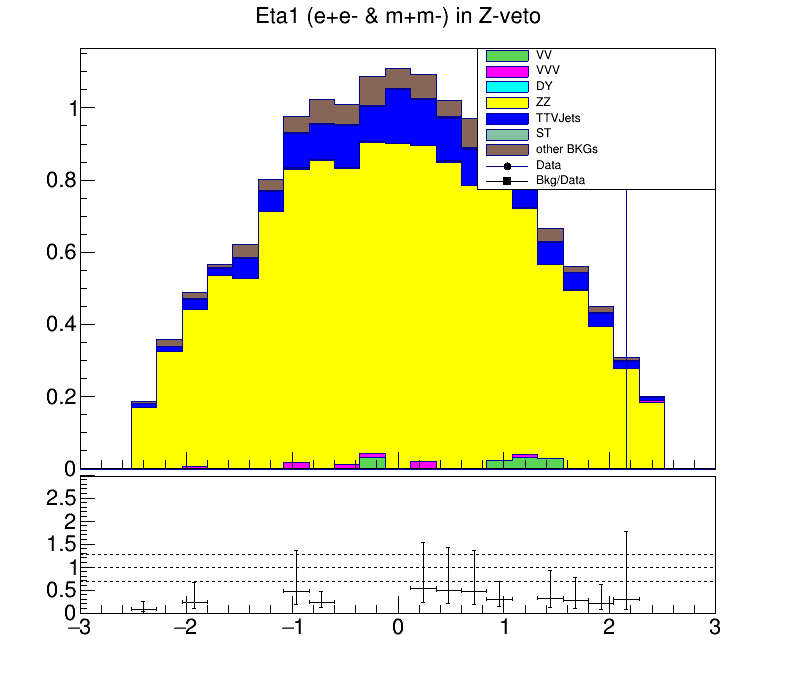 Eta1 (e+e- & m+m-) in Z-veto
VV
VVV
DY
ZZ
TTVJets
ST
other BKGs
Data
Bkg/Data
1
0.8
0.6
0.4
0.2
0
2.5
2
1.5
1
0.5
0
−3 −2 −1 0 1 2 3